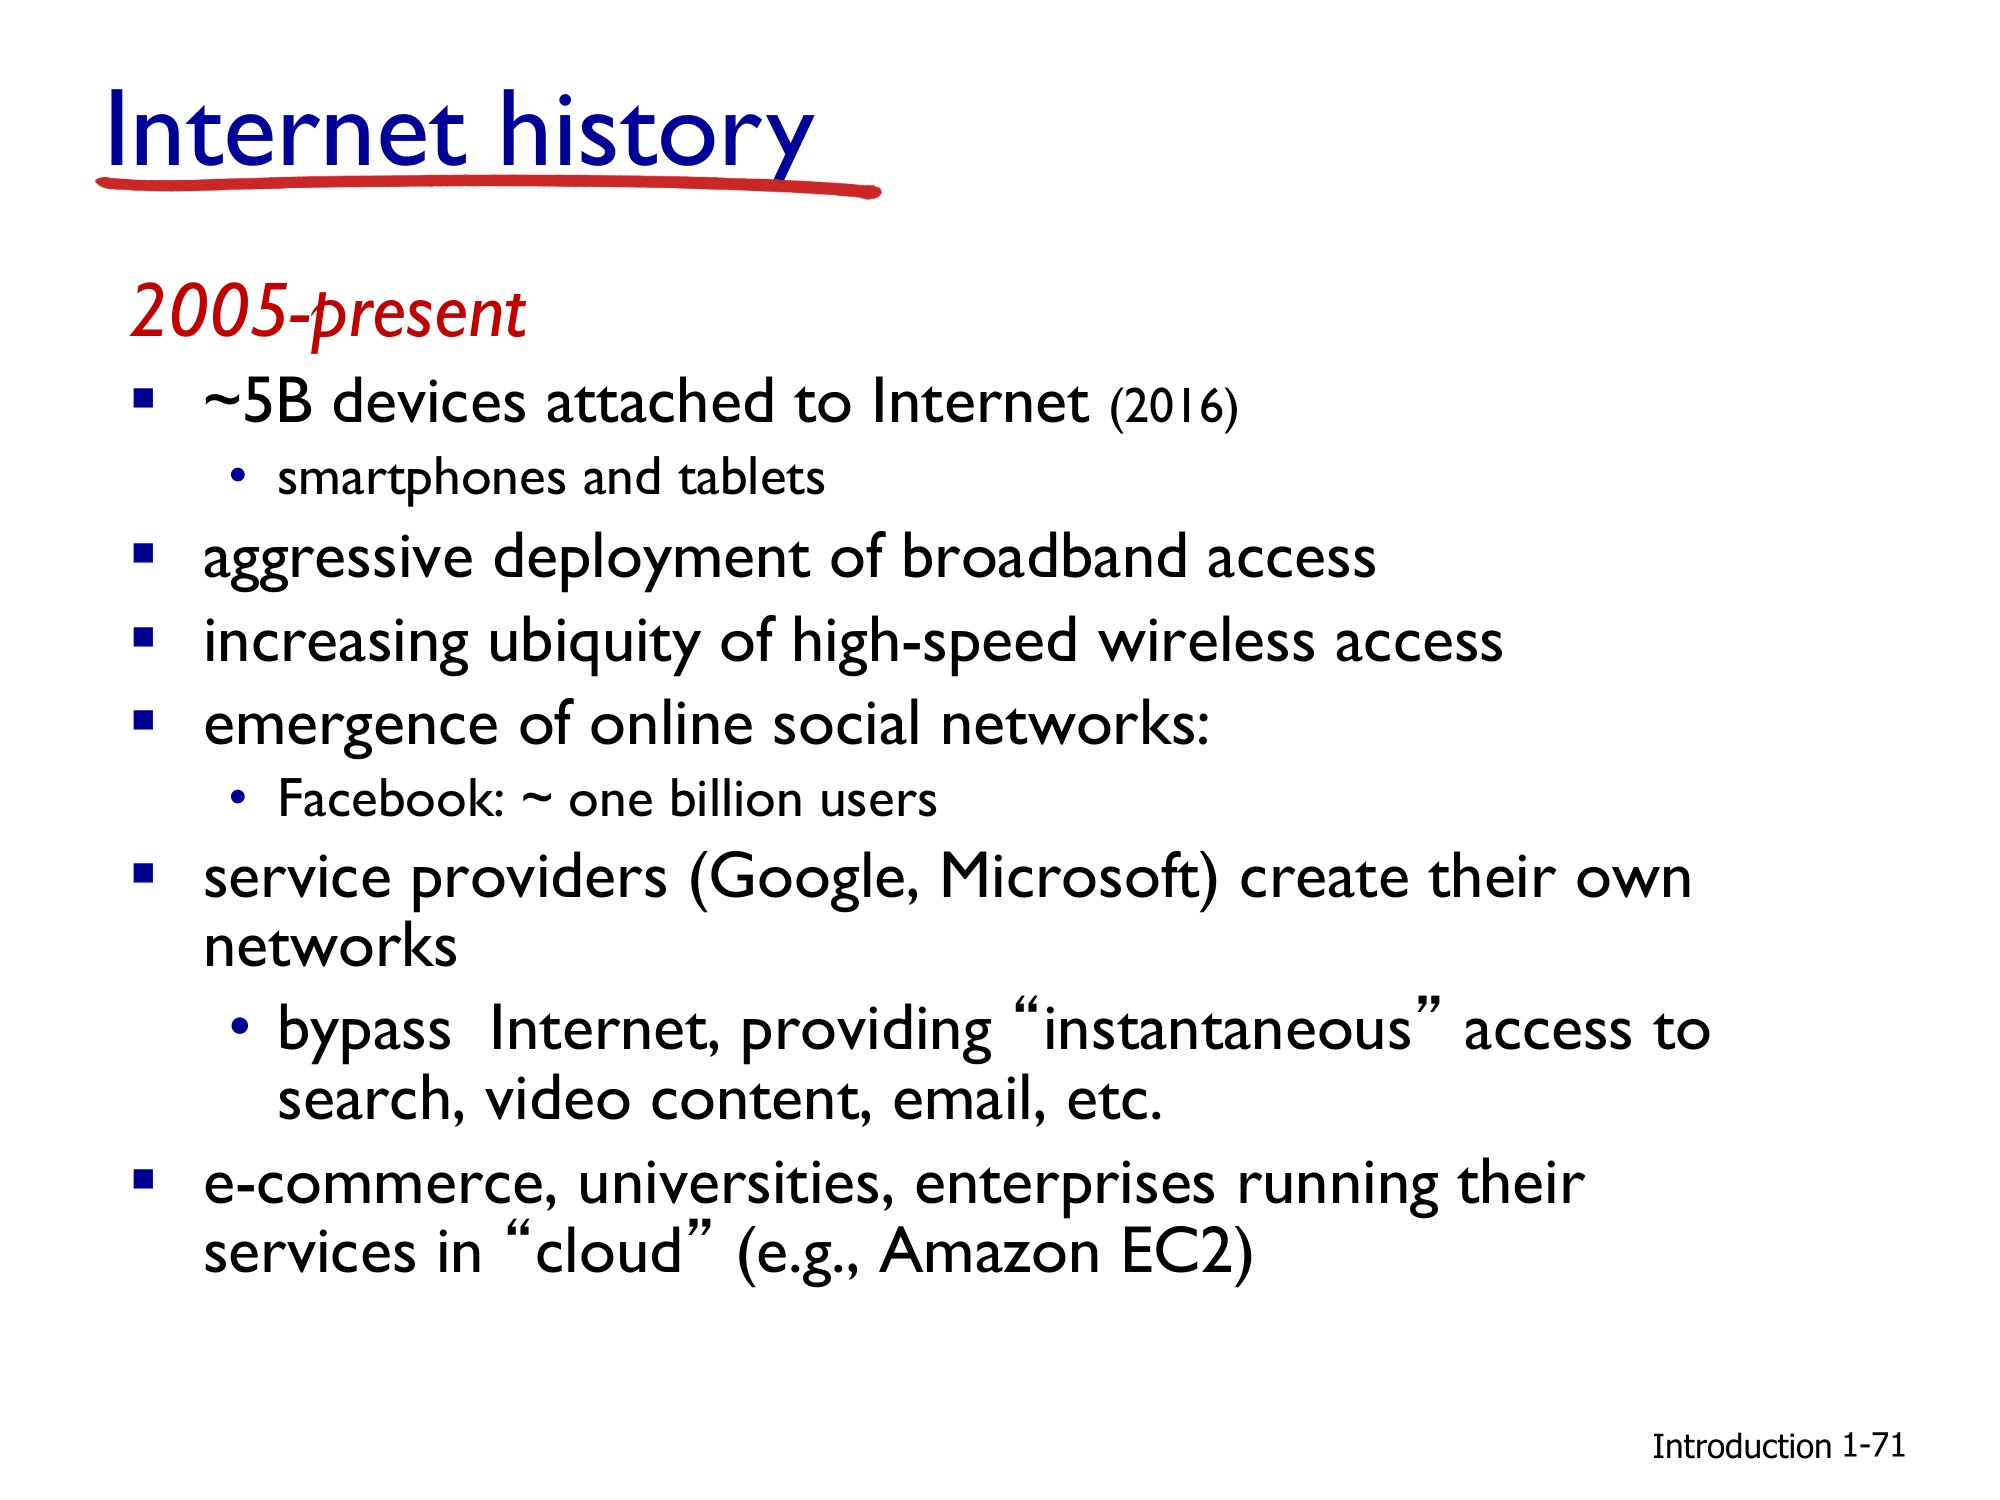 Internet history
2005-present
▪ ~5B devices attached to Internet (2016)
• smartphones and tablets
▪ aggressive deployment of broadband access
▪ increasing ubiquity of high-speed wireless access
▪ emergence of online social networks:
• Facebook: ~ one billion users
▪ service providers (Google, Microsoft) create their own
networks
• bypass  Internet, providing “instantaneous” access to
search, video content, email, etc.
▪ e-commerce, universities, enterprises running their
services in “cloud” (e.g., Amazon EC2)
Introduction 1-71